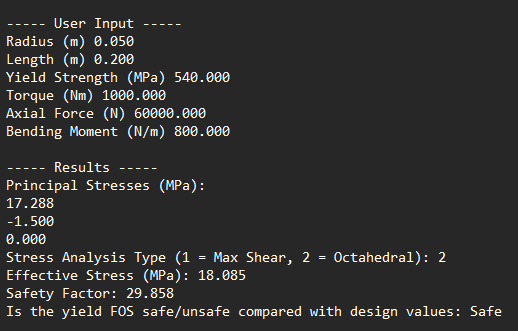 ----- User Input -----
Radius (m) 0.050
Length (m) 0.200
Yield Strength (MPa) 540.000
Torque (Nm) 1000.000
Axial Force (N) 60000.000
Bending Moment (N/m) 800.000
----- Results -----
Principal Stresses (MPa):
17.288
-1.500
0.000
Stress Analysis Type (1 = Max Shear, 2 = Octahedral): 2
Effective Stress (MPa): 18.085
Safety Factor: 29.858
Is the yield FOS safe/unsafe compared with design values: Safe